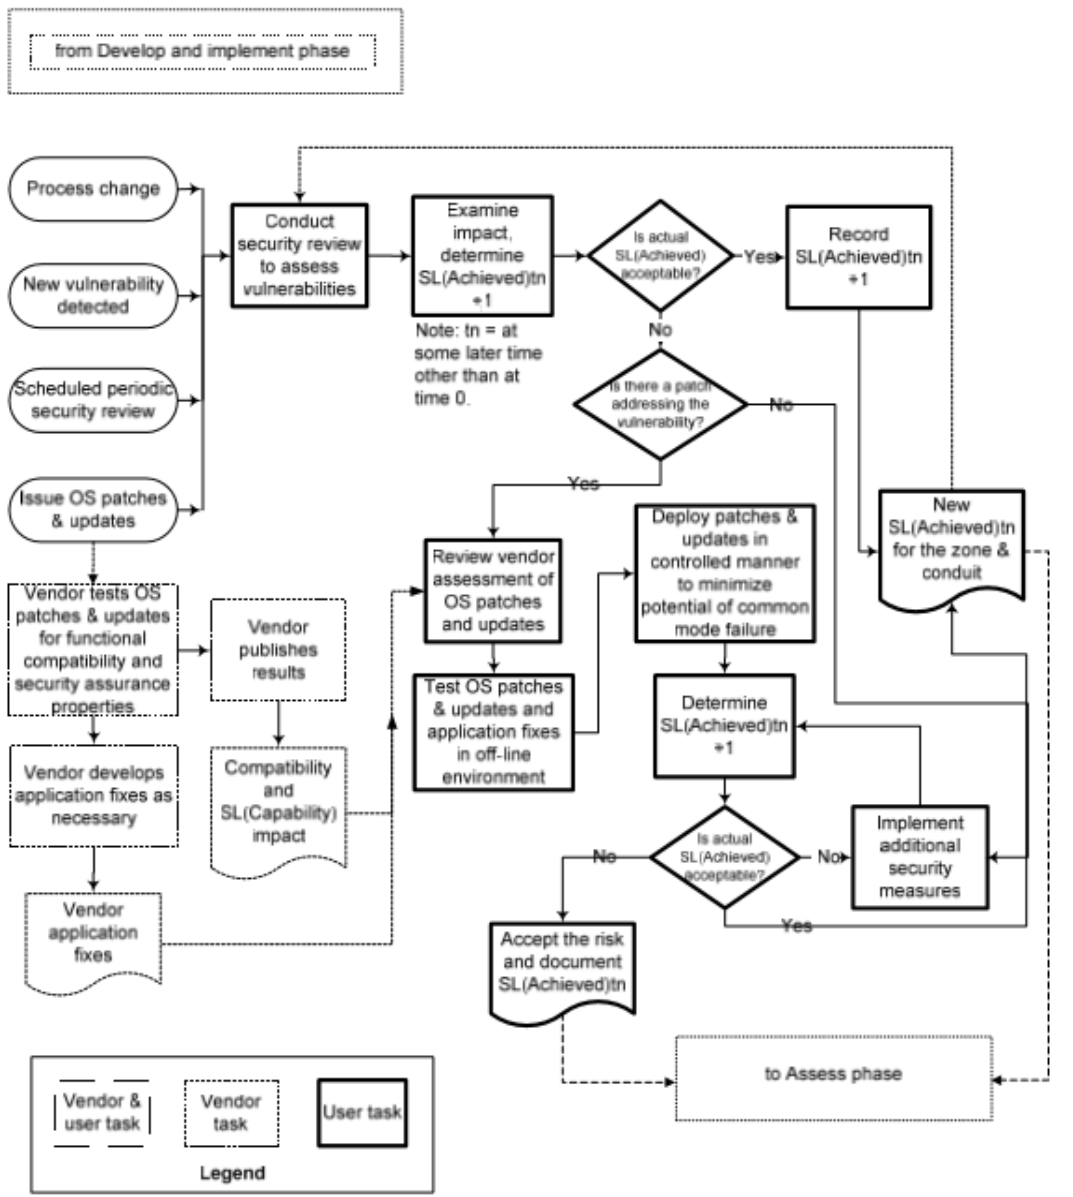 from Develop and implement phase
Process change
New vulnerability
detected
Scheduled periodic
security review
Issue OS patches
& updates
Conduct
security review
to assess
vulnerabilities
Examine
impact,
determine
SL(Achieved)tn
+1
Note: tn = at
some later time
other than at
time 0.
Is actual
SL(Achieved)
acceptable?
Yes
Record
SL(Achieved)tn
+1
No
Is there a patch
addressing the
vulnerability?
No
Yes
New
SL(Achieved)tn
for the zone &
conduit
Vendor tests OS
patches & updates
for functional
compatibility and
security assurance
properties
Vendor
publishes
results
Vendor develops
application fixes as
necessary
Compatibility
and
SL(Capability)
impact
Vendor
application
fixes
Review vendor
assessment of
OS patches
and updates
Test OS patches
& updates and
application fixes
in off-line
environment
Deploy patches &
updates in
controlled manner
to minimize
potential of common
mode failure
Determine
SL(Achieved)tn
+1
Is actual
SL(Achieved)
acceptable?
No
No
Yes
Implement
additional
security
measures
Accept the risk
and document
SL(Achieved)tn
to Assess phase
Vendor &
user task
Vendor
task
User task
Legend